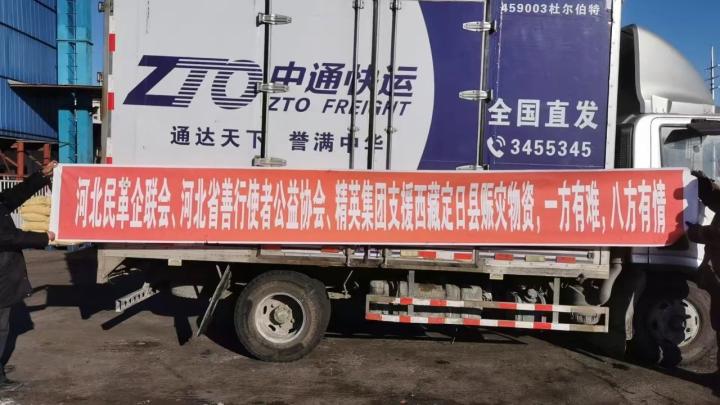 459003杜尔伯特
ZTO 中通快运
ZTO FREIGHT
通达天下 誉满中华
全国直发
3455345
河北民革企联会、河北省善行使者公益协会、精英集团支援西藏定日县赈灾物资，一方有难，八方有情